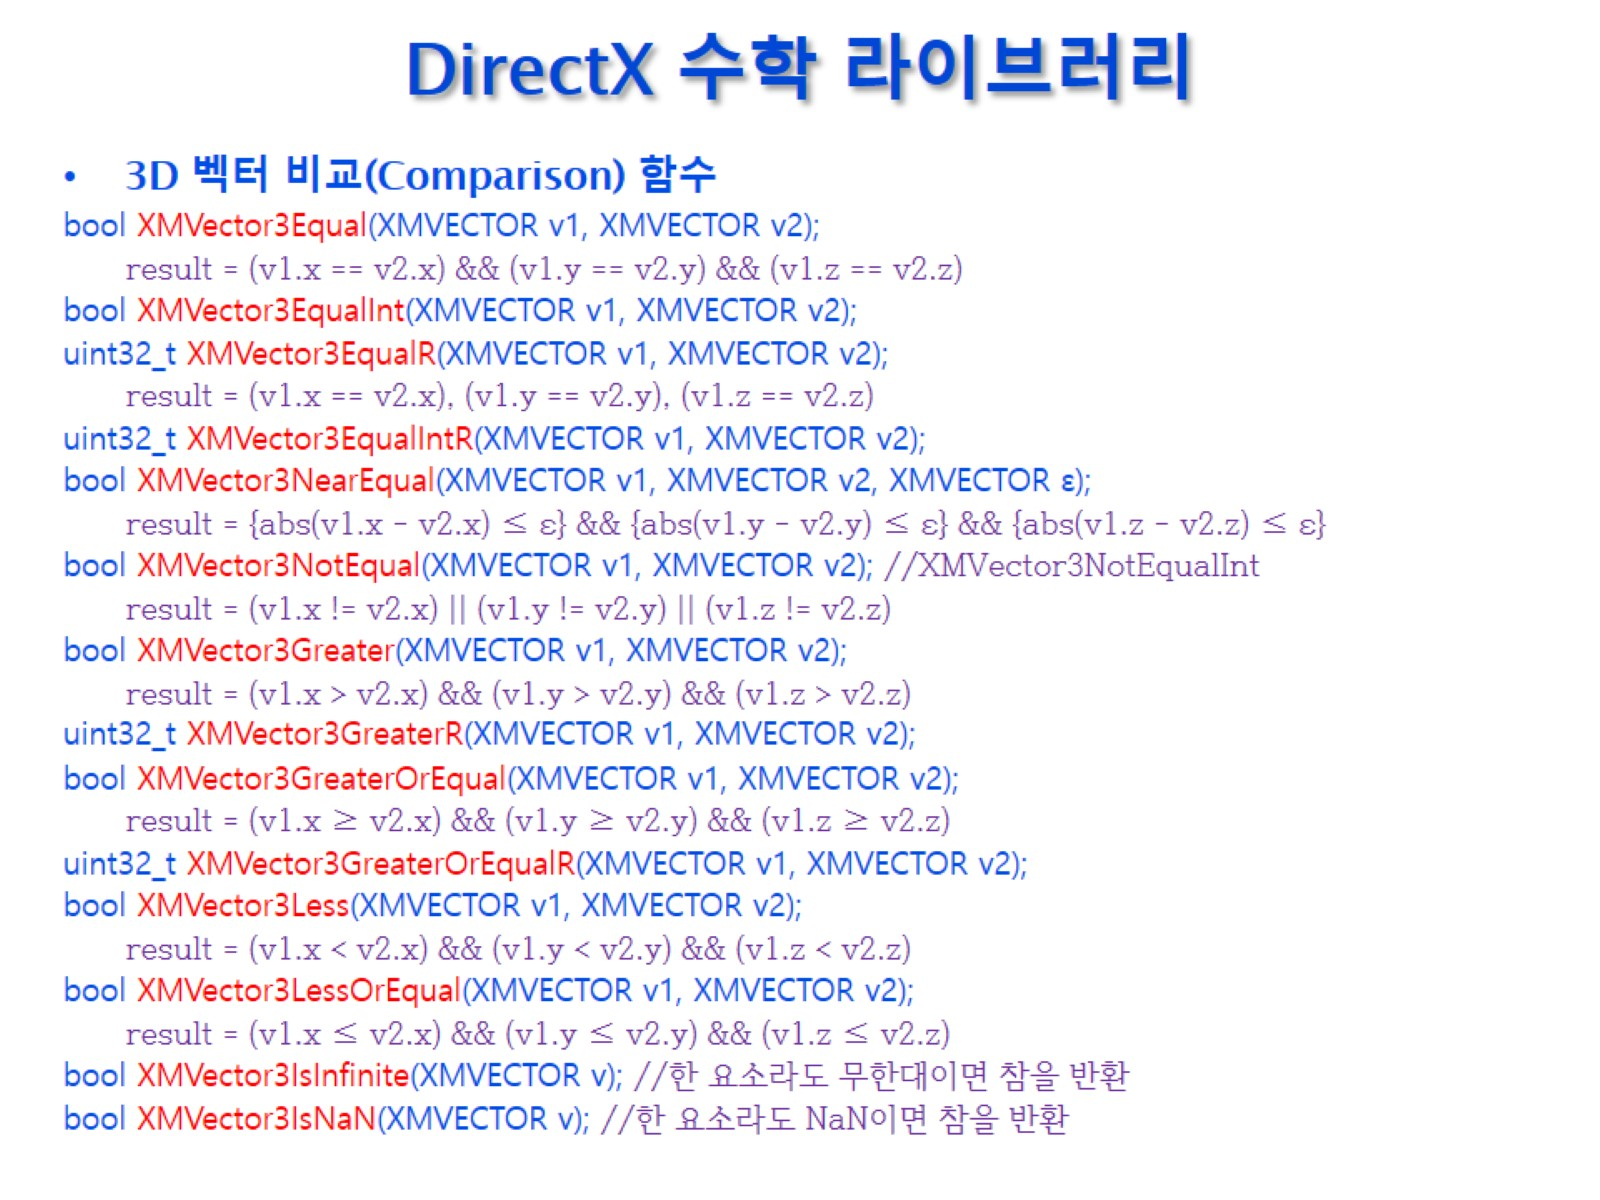 DirectX 수학 라이브러리
• 3D 벡터 비교(Comparison) 함수
bool XMVector3Equal(XMVECTOR v1, XMVECTOR v2);
result = (v1.x == v2.x) && (v1.y == v2.y) && (v1.z == v2.z)
bool XMVector3EqualInt(XMVECTOR v1, XMVECTOR v2);
uint32_t XMVector3EqualR(XMVECTOR v1, XMVECTOR v2);
result = (v1.x == v2.x), (v1.y == v2.y), (v1.z == v2.z)
uint32_t XMVector3EqualIntR(XMVECTOR v1, XMVECTOR v2);
bool XMVector3NearEqual(XMVECTOR v1, XMVECTOR v2, XMVECTOR ε);
result = {abs(v1.x - v2.x) ≤ ε} && {abs(v1.y - v2.y) ≤ ε} && {abs(v1.z - v2.z) ≤ ε}
bool XMVector3NotEqual(XMVECTOR v1, XMVECTOR v2); //XMVector3NotEqualInt
result = (v1.x != v2.x) || (v1.y != v2.y) || (v1.z != v2.z)
bool XMVector3Greater(XMVECTOR v1, XMVECTOR v2);
result = (v1.x > v2.x) && (v1.y > v2.y) && (v1.z > v2.z)
uint32_t XMVector3GreaterR(XMVECTOR v1, XMVECTOR v2);
bool XMVector3GreaterOrEqual(XMVECTOR v1, XMVECTOR v2);
result = (v1.x ≥ v2.x) && (v1.y ≥ v2.y) && (v1.z ≥ v2.z)
uint32_t XMVector3GreaterOrEqualR(XMVECTOR v1, XMVECTOR v2);
bool XMVector3Less(XMVECTOR v1, XMVECTOR v2);
result = (v1.x < v2.x) && (v1.y < v2.y) && (v1.z < v2.z)
bool XMVector3LessOrEqual(XMVECTOR v1, XMVECTOR v2);
result = (v1.x ≤ v2.x) && (v1.y ≤ v2.y) && (v1.z ≤ v2.z)
bool XMVector3IsInfinite(XMVECTOR v); //한 요소라도 무한대이면 참을 반환
bool XMVector3IsNaN(XMVECTOR v); //한 요소라도 NaN이면 참을 반환